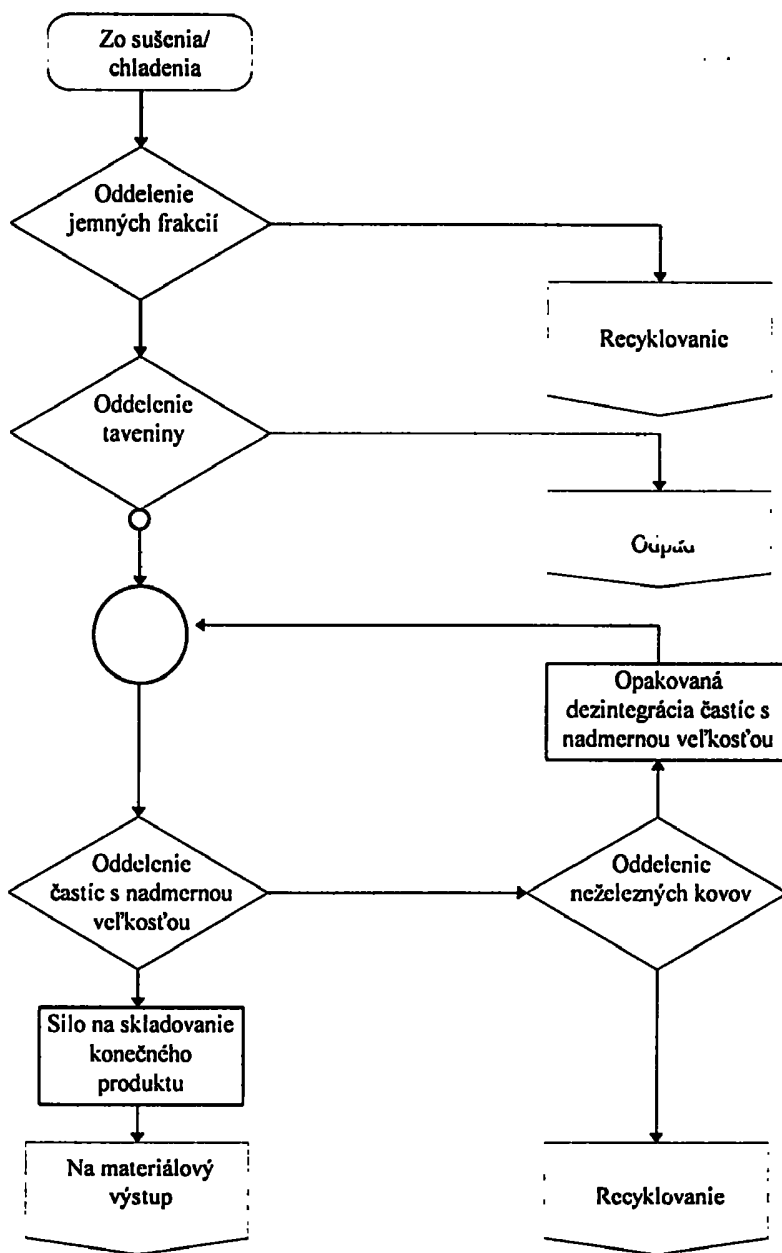 Zo sušenia/
chladenia
Oddelenie
jemných frakcií
Recyklovanie
Oddelenie
taveniny
Opakovaná
dezintegrácia častíc s
nadmernou veľkosťou
Oddelenie
častíc s nadmernou
veľkosťou
Oddelenie
neželezných kovov
Silo na skladovanie
konečného
produktu
Na materiálový
výstup
Recyklovanie